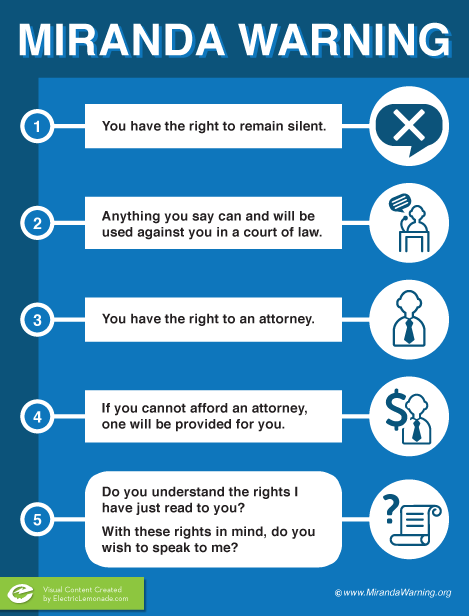 MIRANDA WARNING
1
You have the right to remain silent.
2
Anything you say can and will be
used against you in a court of law.
3
You have the right to an attorney.
4
If you cannot afford an attorney,
one will be provided for you.
5
Do you understand the rights I
have just read to you?
With these rights in mind, do you
wish to speak to me?
Visual Content Created
by ElectricLemonade.com
© www.MirandaWarning.org